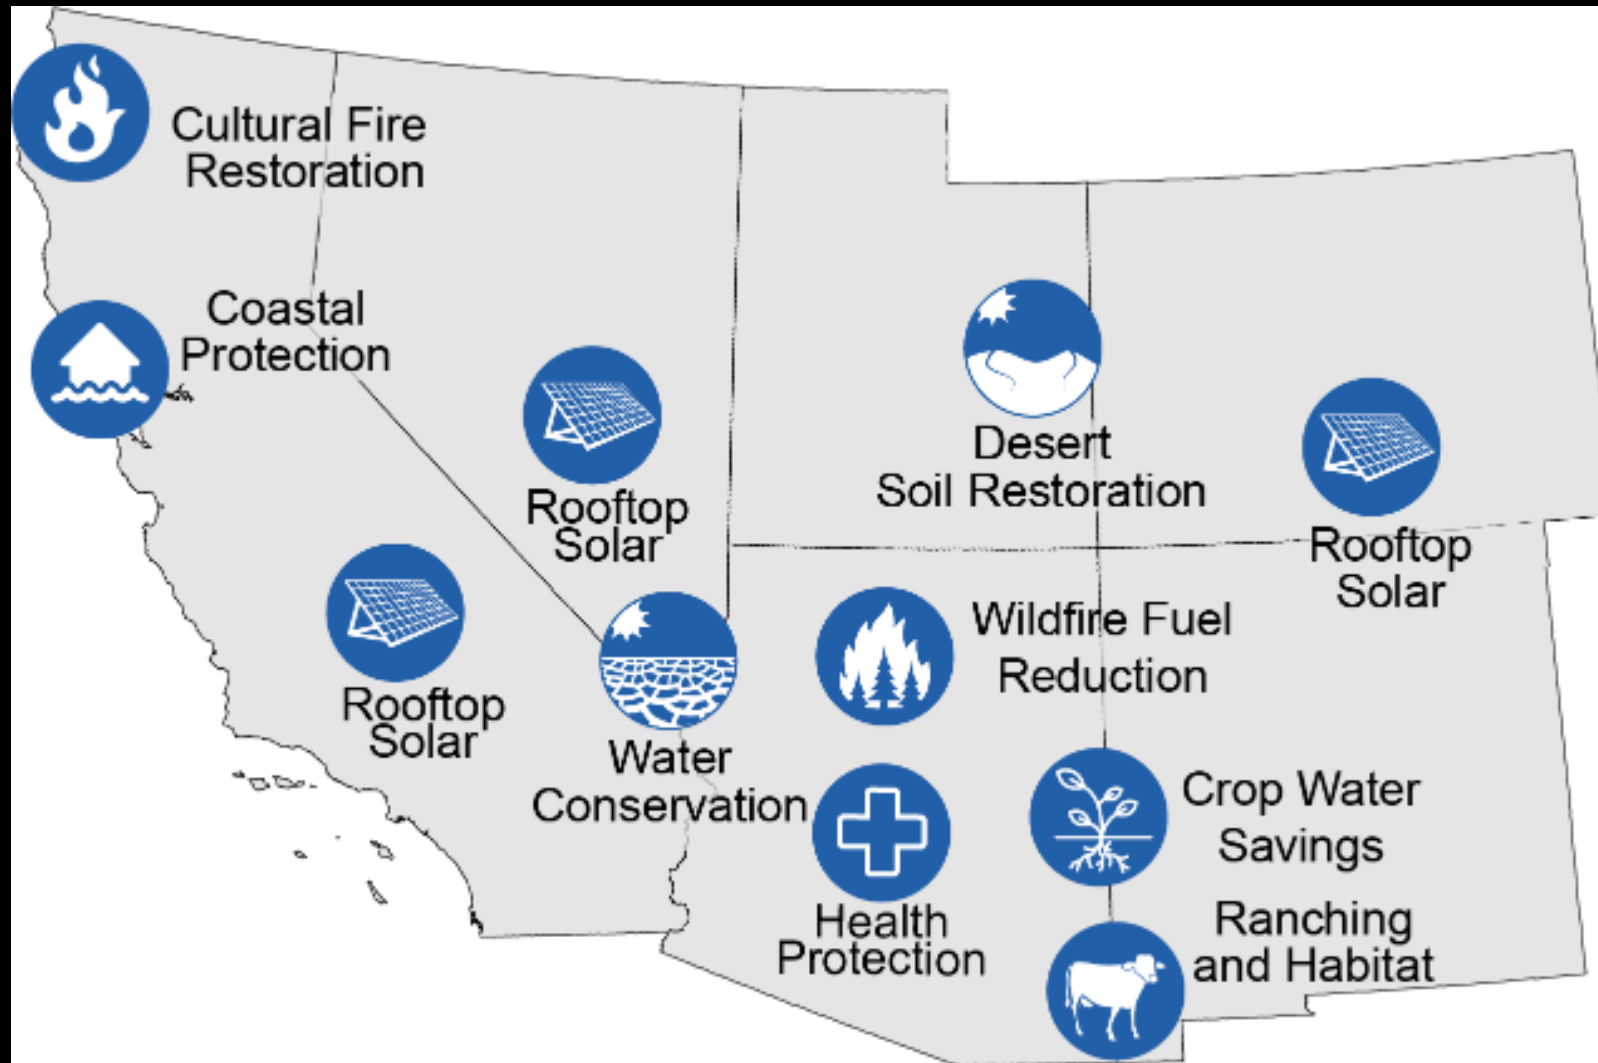 Cultural Fire
Restoration
Coastal
Protection
Rooftop
Solar
Desert
Soil Restoration
Rooftop
Solar
Rooftop
Solar
Wildfire Fuel
Reduction
Water
Conservation
Crop Water
Savings
Health
Protection
Ranching
and Habitat